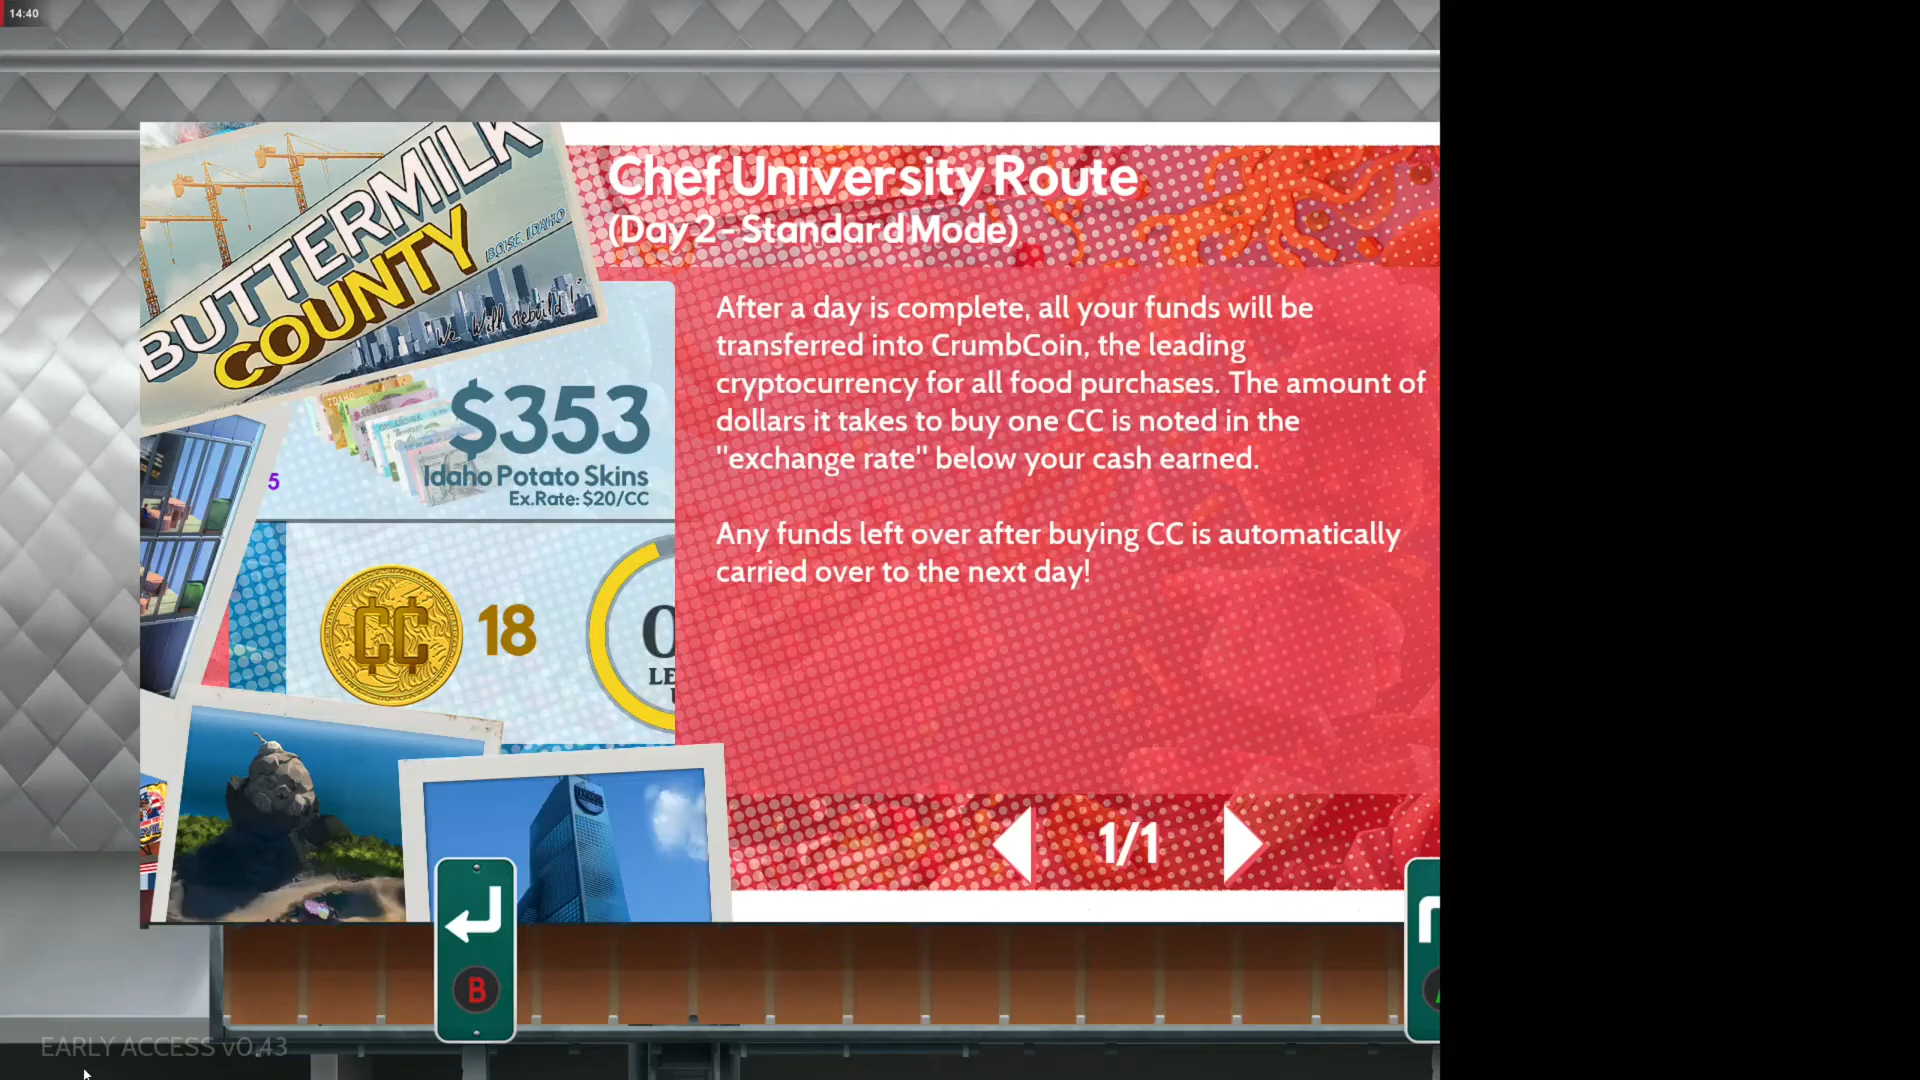 14:40
BUTTERMILK
COUNTY
BOISE, IDAHO
"We Will rebuild!"
Chef University Route
(Day 2 - Standard Mode)
After a day is complete, all your funds will be
transferred into CrumbCoin, the leading
cryptocurrency for all food purchases. The amount of
dollars it takes to buy one CC is noted in the
"exchange rate" below your cash earned.
Any funds left over after buying CC is automatically
carried over to the next day!
$353
Idaho Potato Skins
Ex.Rate: $20/CC
5
CC
18
0
LE
1/1
B
EARLY ACCESS v0.43